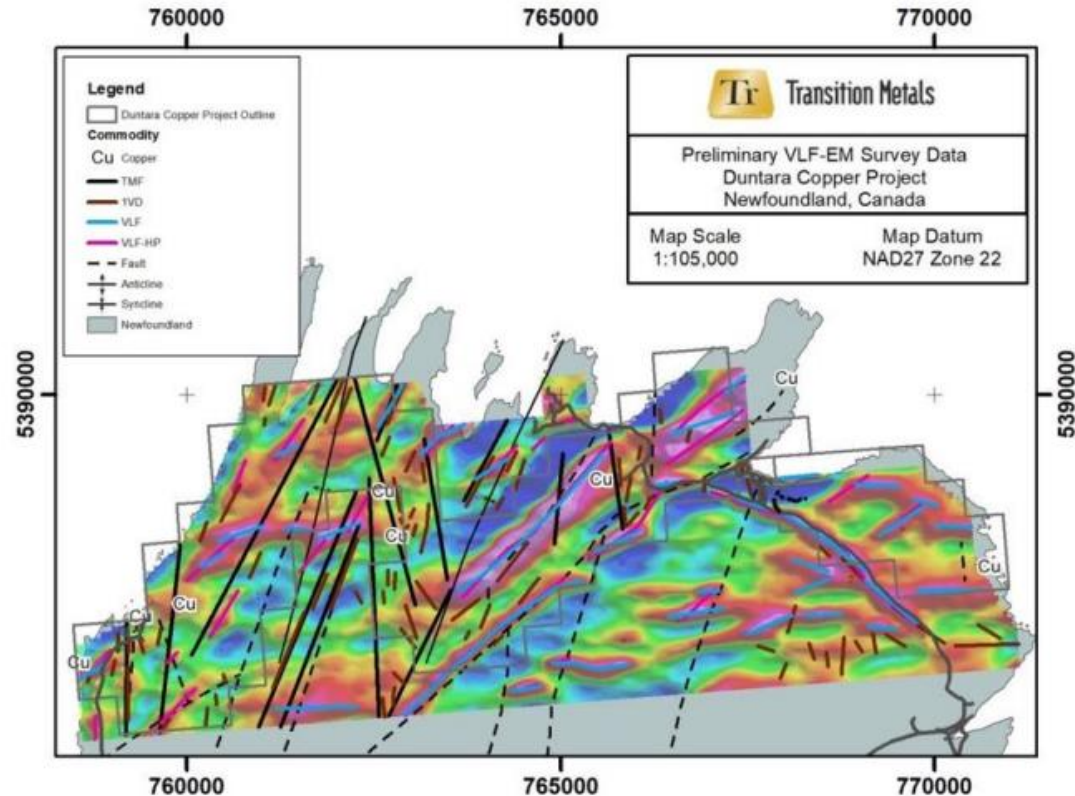 760000
765000
770000
Legend
Duntara Copper Project Outline
Commodity
Cu Copper
TMF
1VD
VLF
VLF-HP
Fault
Anticline
Syncline
Newfoundland
Tr Transition Metals
Preliminary VLF-EM Survey Data
Duntara Copper Project
Newfoundland, Canada
Map Scale
1:105,000
Map Datum
NAD27 Zone 22
5390000
5390000
Cu
Cu
Cu
Cu
Cu
Cu
Cu
Cu
760000
765000
770000